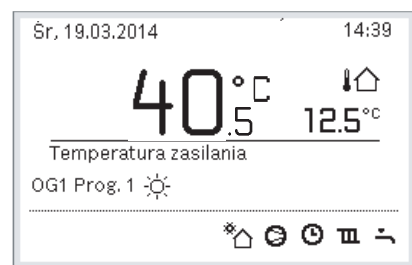 Śr, 19.03.2014 14:39
40.5°C
12.5°C
Temperatura zasilania
OG1 Prog. 1